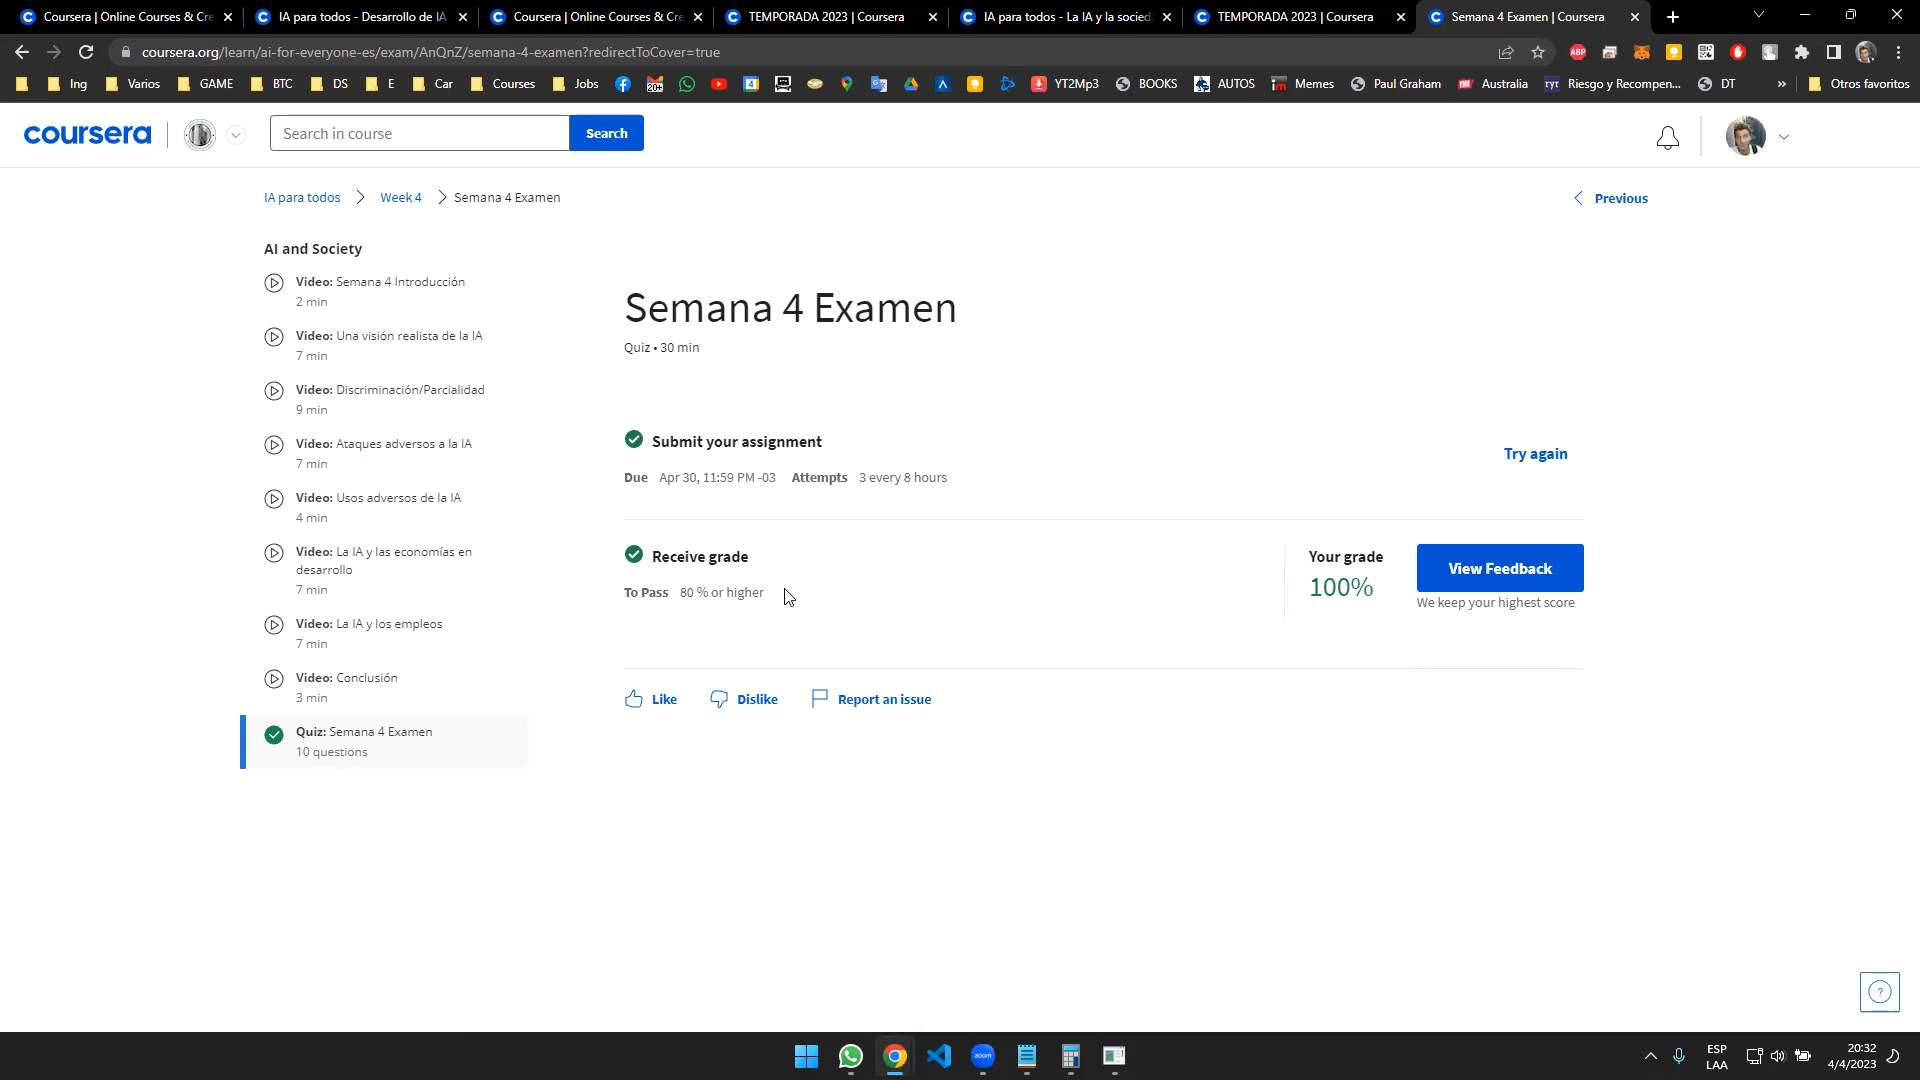 Coursera | Online Courses & Cre
IA para todos - Desarrollo de IA
Coursera | Online Courses & Cre
TEMPORADA 2023 | Coursera
IA para todos - La IA y la socied
TEMPORADA 2023 | Coursera
Semana 4 Examen | Coursera
coursera.org/learn/ai-for-everyone-es/exam/AnQnZ/semana-4-examen?redirectToCover=true
ABP
Ing
Varios
GAME
BTC
DS
E
Car
Courses
Jobs
20+
4
YT2Mp3
BOOKS
AUTOS
Memes
Paul Graham
Australia
TYT
Riesgo y Recompen...
DT
»
Otros favoritos
coursera
Search in course
Search
IA para todos
Week 4
Semana 4 Examen
Previous
AI and Society
Video: Semana 4 Introducción
2 min
Video: Una visión realista de la IA
7 min
Video: Discriminación/Parcialidad
9 min
Video: Ataques adversos a la IA
7 min
Video: Usos adversos de la IA
4 min
Video: La IA y las economías en
desarrollo
7 min
Video: La IA y los empleos
7 min
Video: Conclusión
3 min
Quiz: Semana 4 Examen
10 questions
Semana 4 Examen
Quiz • 30 min
Submit your assignment
Due Apr 30, 11:59 PM -03 Attempts 3 every 8 hours
Try again
Receive grade
To Pass 80 % or higher
Your grade
100%
View Feedback
We keep your highest score
Like
Dislike
Report an issue
?
zoom
ESP
LAA
20:32
4/4/2023